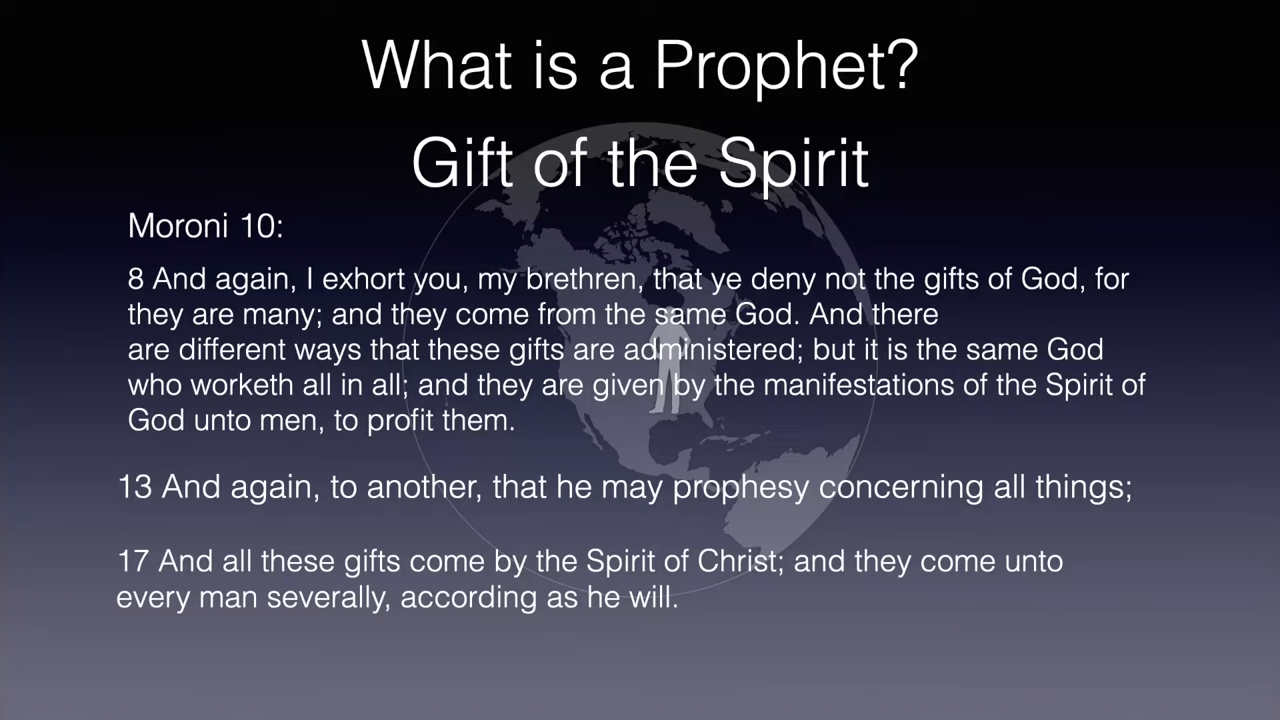 What is a Prophet?
Gift of the Spirit
Moroni 10:
8 And again, I exhort you, my brethren, that ye deny not the gifts of God, for
they are many; and they come from the same God. And there
are different ways that these gifts are administered; but it is the same God
who worketh all in all; and they are given by the manifestations of the Spirit of
God unto men, to profit them.
13 And again, to another, that he may prophesy concerning all things;
17 And all these gifts come by the Spirit of Christ; and they come unto
every man severally, according as he will.